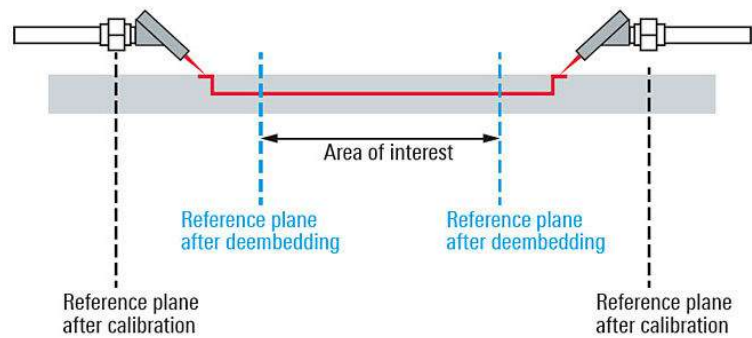 Area of interest
Reference plane
after deembedding
Reference plane
after deembedding
Reference plane
after calibration
Reference plane
after calibration